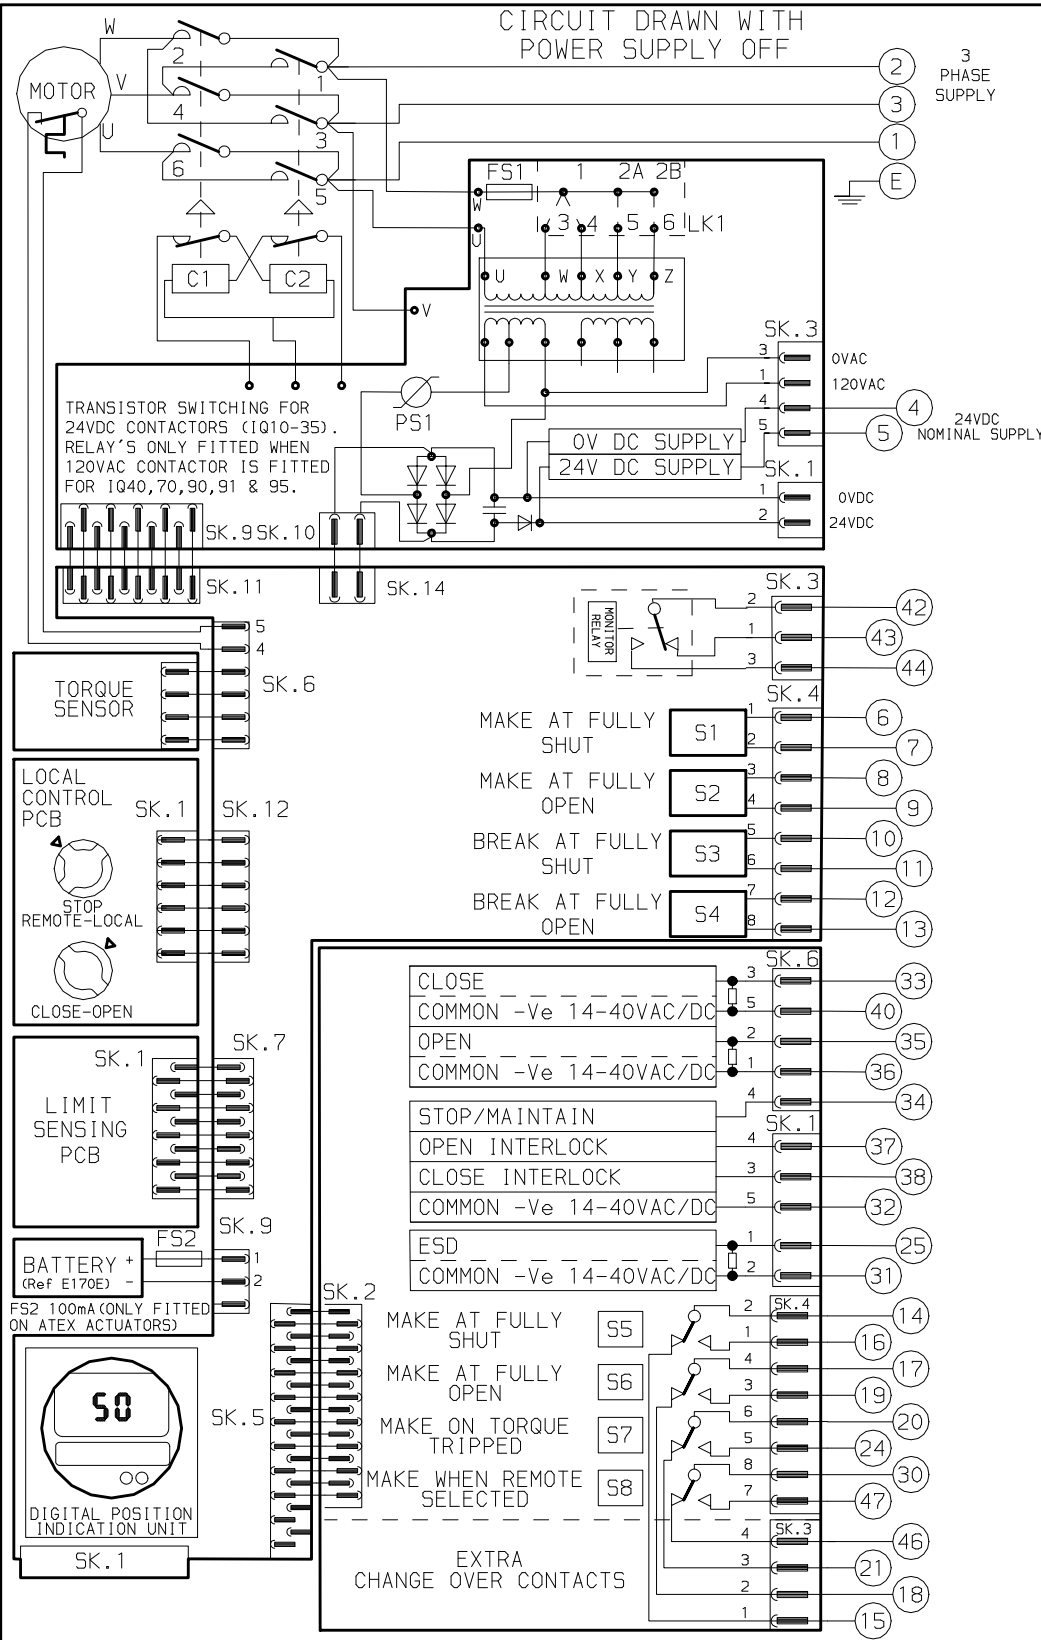 CIRCUIT DRAWN WITH
POWER SUPPLY OFF
W
V
U
MOTOR
2
1
4
3
6
5
2
3
1
E
3
PHASE
SUPPLY
C1
C2
FS1
1
2A
2B
W
U
3
4
5
6
LK1
U
W
X
Y
Z
V
PS1
SK.3
3
0VAC
1
120VAC
4
4
5
5
24VDC
NOMINAL SUPPLY
0V DC SUPPLY
24V DC SUPPLY
SK.1
1
0VDC
2
24VDC
TRANSISTOR SWITCHING FOR
24VDC CONTACTORS (IQ10-35).
RELAY'S ONLY FITTED WHEN
120VAC CONTACTOR IS FITTED
FOR IQ40,70,90,91 & 95.
SK.9
SK.10
SK.11
SK.14
5
4
SK.6
TORQUE
SENSOR
MONITOR
RELAY
SK.3
2
42
1
43
3
44
SK.4
MAKE AT FULLY
SHUT
S1
1
6
2
7
MAKE AT FULLY
OPEN
S2
3
8
4
9
BREAK AT FULLY
SHUT
S3
5
10
6
11
BREAK AT FULLY
OPEN
S4
7
12
8
13
LOCAL
CONTROL
PCB
SK.1
SK.12
STOP
REMOTE-LOCAL
CLOSE-OPEN
SK.6
CLOSE
3
33
COMMON -Ve 14-40VAC/DC
5
40
OPEN
2
35
COMMON -Ve 14-40VAC/DC
1
36
4
34
STOP/MAINTAIN
SK.1
OPEN INTERLOCK
4
37
CLOSE INTERLOCK
3
38
COMMON -Ve 14-40VAC/DC
5
32
ESD
1
25
COMMON -Ve 14-40VAC/DC
2
31
SK.1
SK.7
LIMIT
SENSING
PCB
SK.9
FS2
BATTERY
(Ref E170E)
+
-
1
2
FS2 100mA(ONLY FITTED
ON ATEX ACTUATORS)
SK.2
SK.4
MAKE AT FULLY
SHUT
S5
2
14
1
16
MAKE AT FULLY
OPEN
S6
4
17
3
19
MAKE ON TORQUE
TRIPPED
S7
6
20
5
24
MAKE WHEN REMOTE
SELECTED
S8
8
30
7
47
SK.3
EXTRA
CHANGE OVER CONTACTS
4
46
3
21
2
18
1
15
SK.5
50
DIGITAL POSITION
INDICATION UNIT
SK.1